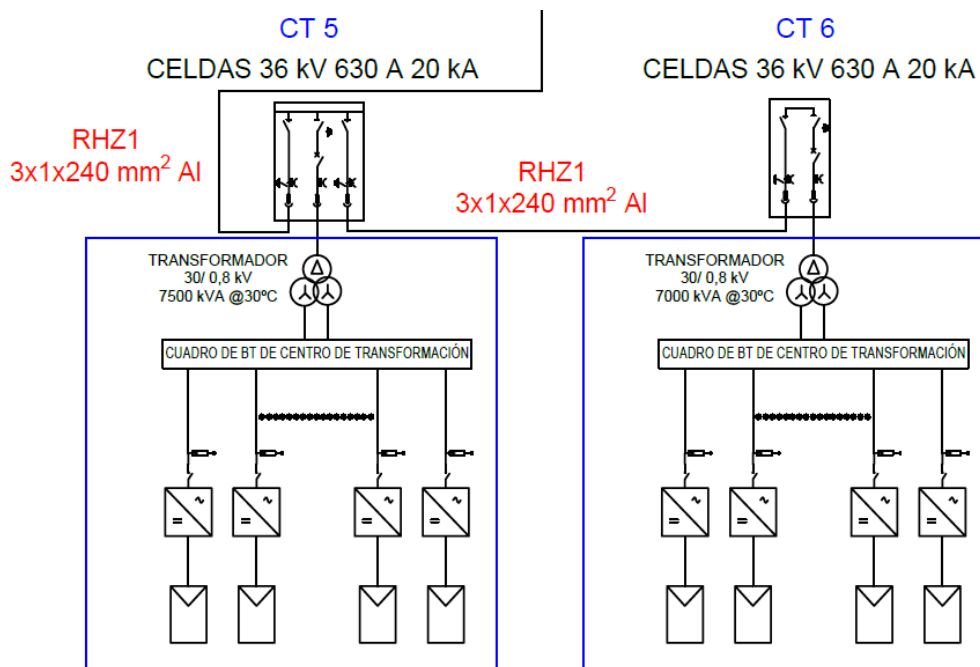 CT 5
CELDAS 36 kV 630 A 20 kA
RHZ1
3x1x240 mm² Al
TRANSFORMADOR
30/ 0,8 kV
7500 kVA @30ºC
CUADRO DE BT DE CENTRO DE TRANSFORMACIÓN
RHZ1
3x1x240 mm² Al
CT 6
CELDAS 36 kV 630 A 20 kA
TRANSFORMADOR
30/ 0,8 kV
7000 kVA @30ºC
CUADRO DE BT DE CENTRO DE TRANSFORMACIÓN